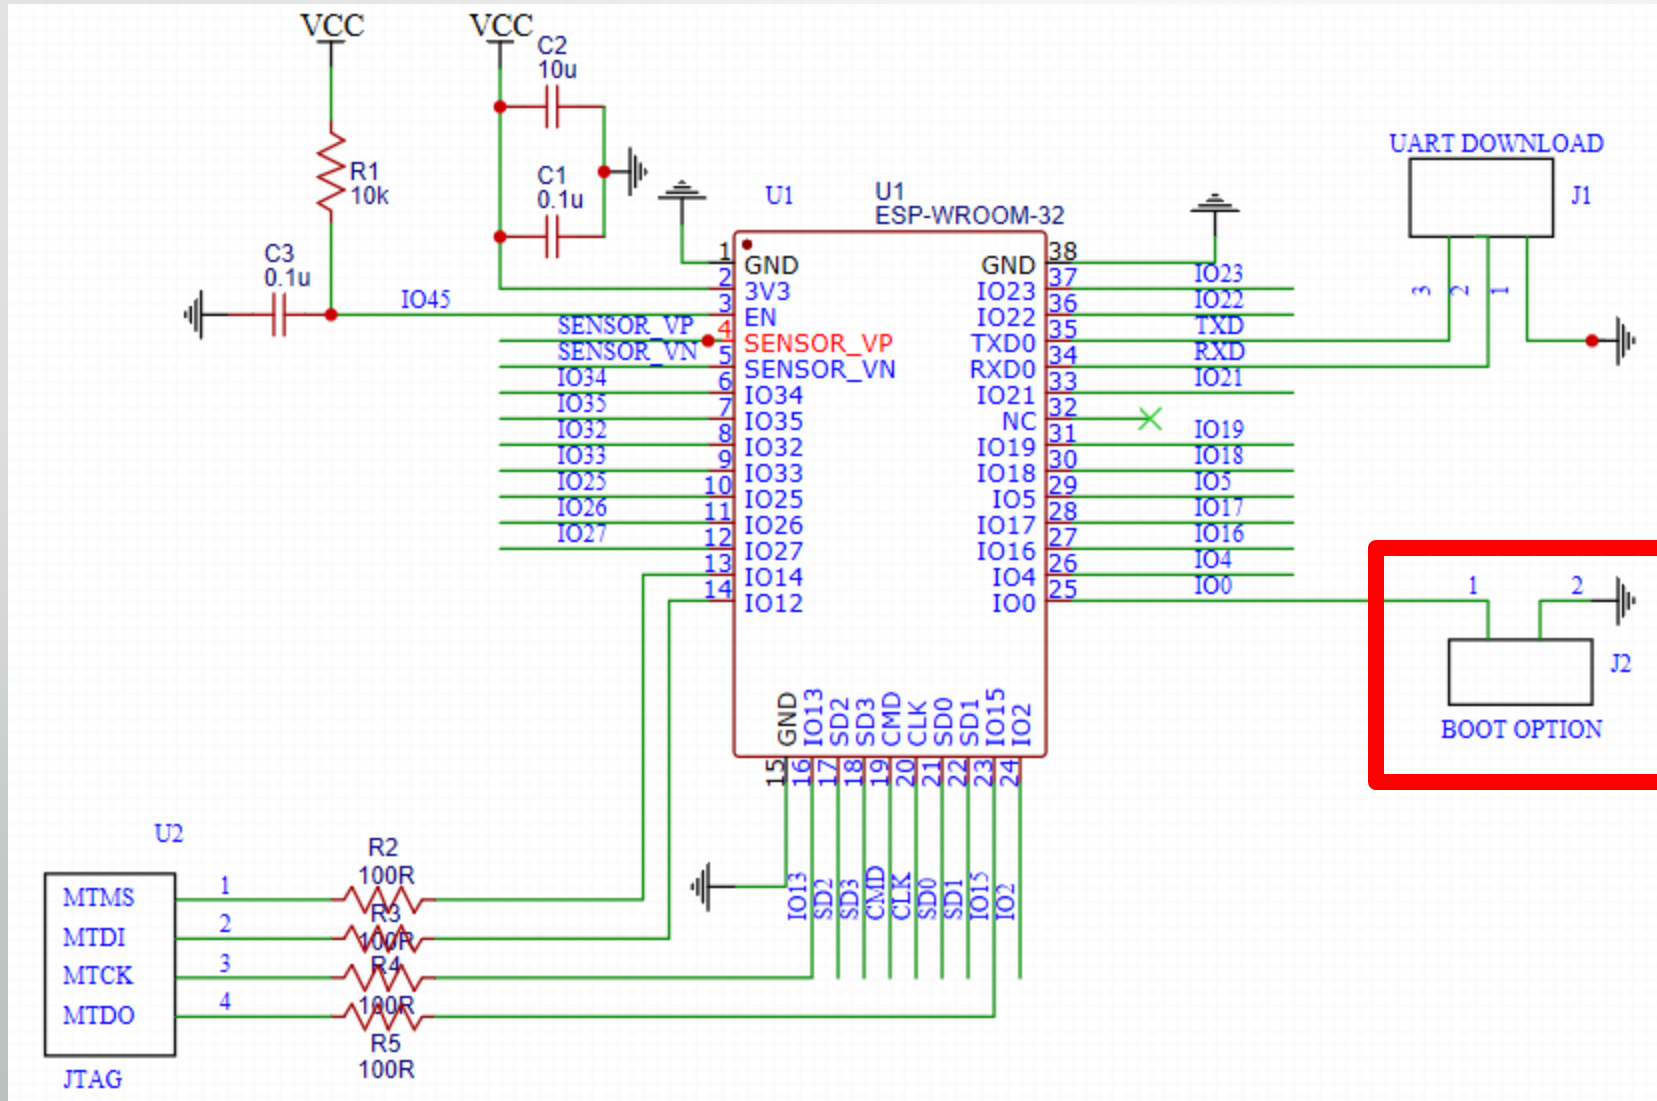 VCC
VCC
C2
10u
R1
10k
C1
0.1u
C3
0.1u
IO45
U1
U1
ESP-WROOM-32
UART DOWNLOAD
J1
3
2
1
1
GND
2
3V3
3
EN
SENSOR_VP
4
SENSOR_VP
SENSOR_VN
5
SENSOR_VN
IO34
6
IO34
IO35
7
IO35
IO32
8
IO32
IO33
9
IO33
IO25
10
IO25
IO26
11
IO26
IO27
12
IO27
13
IO14
14
IO12
GND
38
IO23
37
IO23
IO22
36
IO22
TXD0
35
TXD
RXD0
34
RXD
IO21
33
IO21
NC
32
IO19
31
IO19
IO18
30
IO18
IO5
29
IO5
IO17
28
IO17
IO16
27
IO16
IO4
26
IO4
IO0
25
IO0
1
2
J2
BOOT OPTION
GND
IO13
SD2
SD3
CMD
CLK
SD0
SD1
IO15
IO2
15
16
17
18
19
20
21
22
23
24
IO13
SD2
SD3
CMD
CLK
SD0
SD1
IO15
IO2
U2
MTMS
1
MTDI
2
MTCK
3
MTDO
4
JTAG
R2
100R
R3
100R
R4
100R
R5
100R